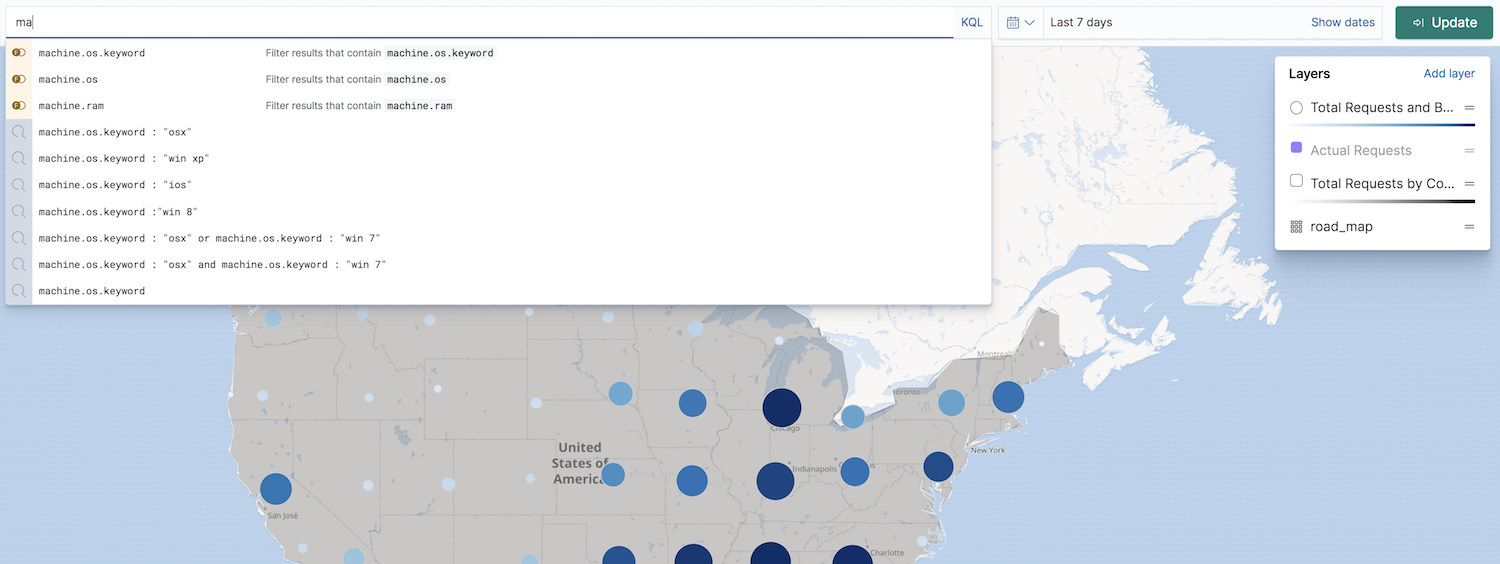 ma
KQL
Last 7 days
Show dates
Update
machine.os.keyword Filter results that contain machine.os.keyword
machine.os Filter results that contain machine.os
machine.ram Filter results that contain machine.ram
machine.os.keyword : "osx"
machine.os.keyword : "win xp"
machine.os.keyword : "ios"
machine.os.keyword :"win 8"
machine.os.keyword : "osx" or machine.os.keyword : "win 7"
machine.os.keyword : "osx" and machine.os.keyword : "win 7"
machine.os.keyword
Layers
Add layer
Total Requests and B...
Actual Requests
Total Requests by Co...
road_map
Chicago
New York
United
States of
America
Indianapolis
San José
Charlotte